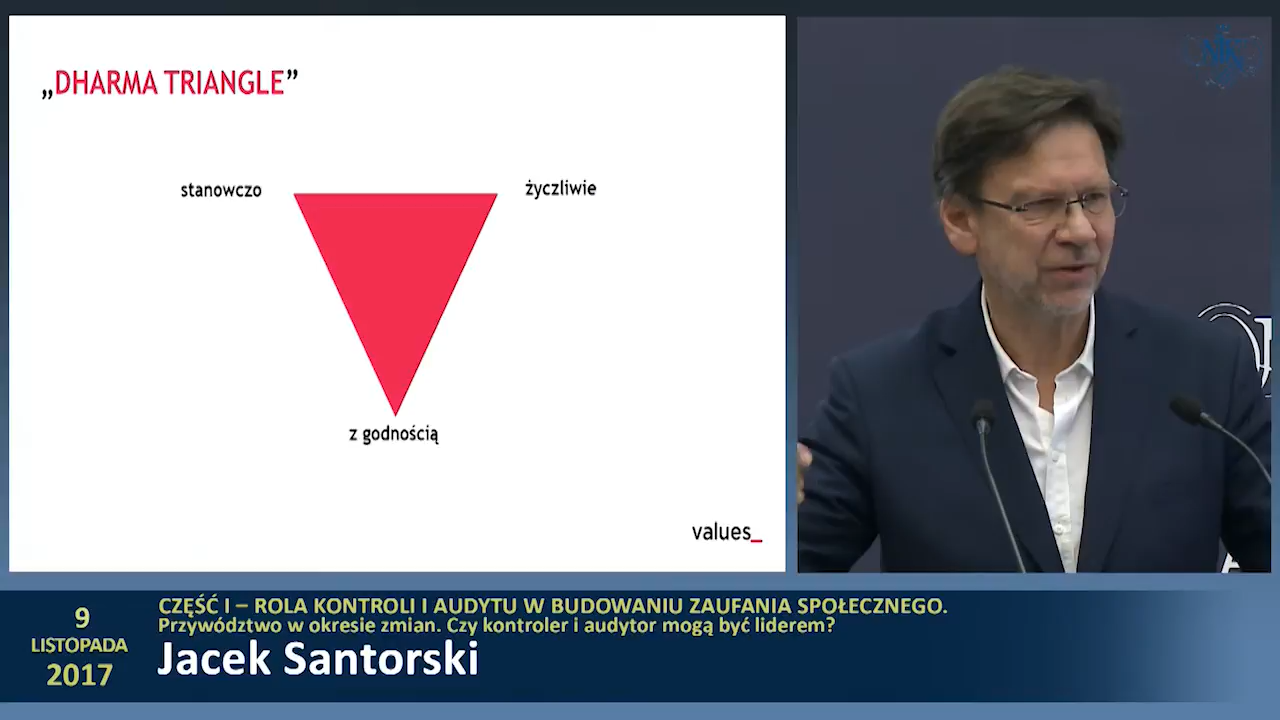 „DHARMA TRIANGLE”
stanowczo
życzliwie
z godnością
values_
NIK
9
LISTOPADA
2017
CZĘŚĆ I – ROLA KONTROLI I AUDYTU W BUDOWANIU ZAUFANIA SPOŁECZNEGO.
Przywództwo w okresie zmian. Czy kontroler i audytor mogą być liderem?
Jacek Santorski